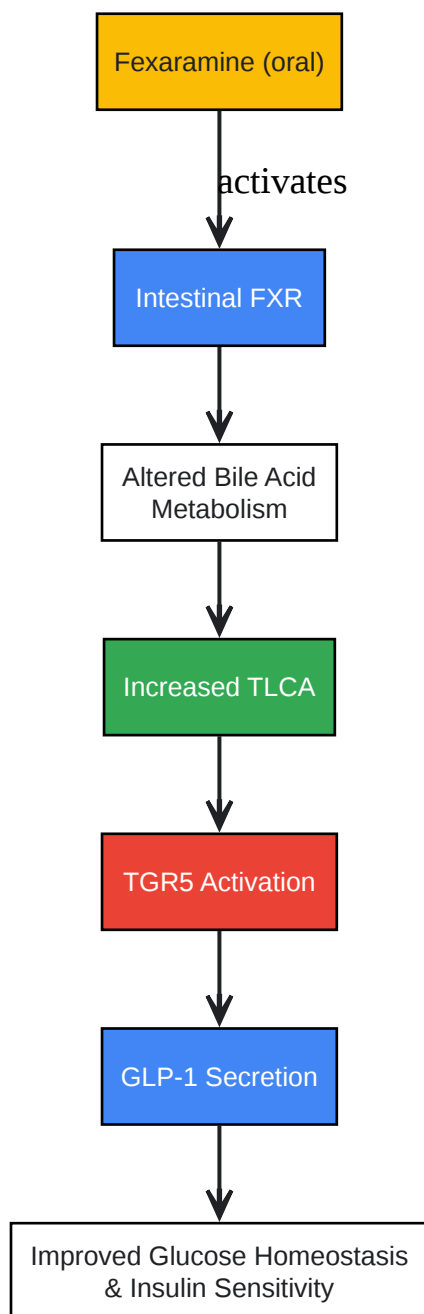 Fexaramine (oral)
activates
Intestinal FXR
Altered Bile Acid
Metabolism
Increased TLCA
TGR5 Activation
GLP-1 Secretion
Improved Glucose Homeostasis
& Insulin Sensitivity